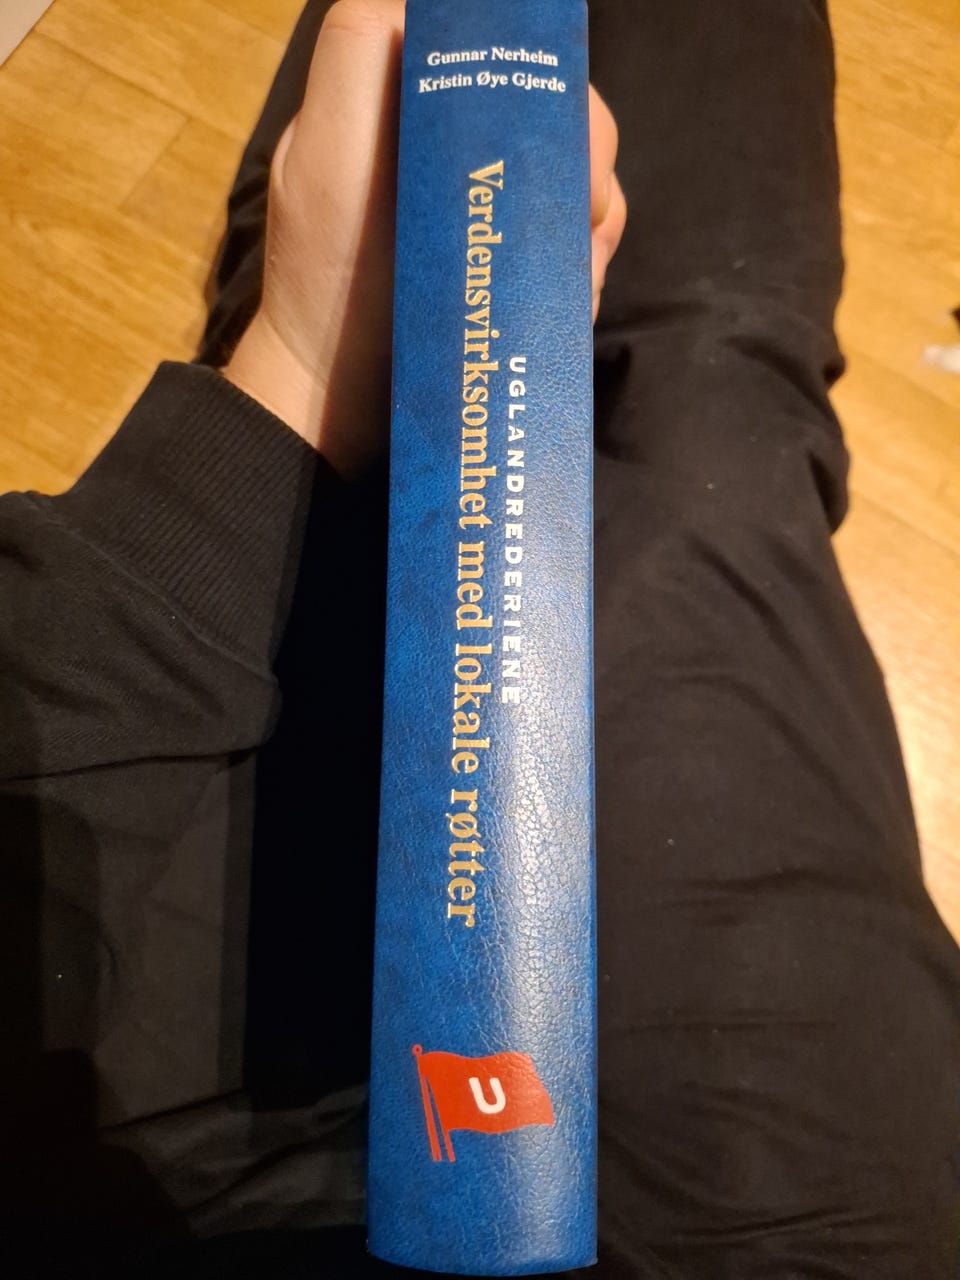 Gunnar Nerheim
Kristin Øye Gjerde
UGLANDREDERIENE
Verdensvirksomhet med lokale røtter
U